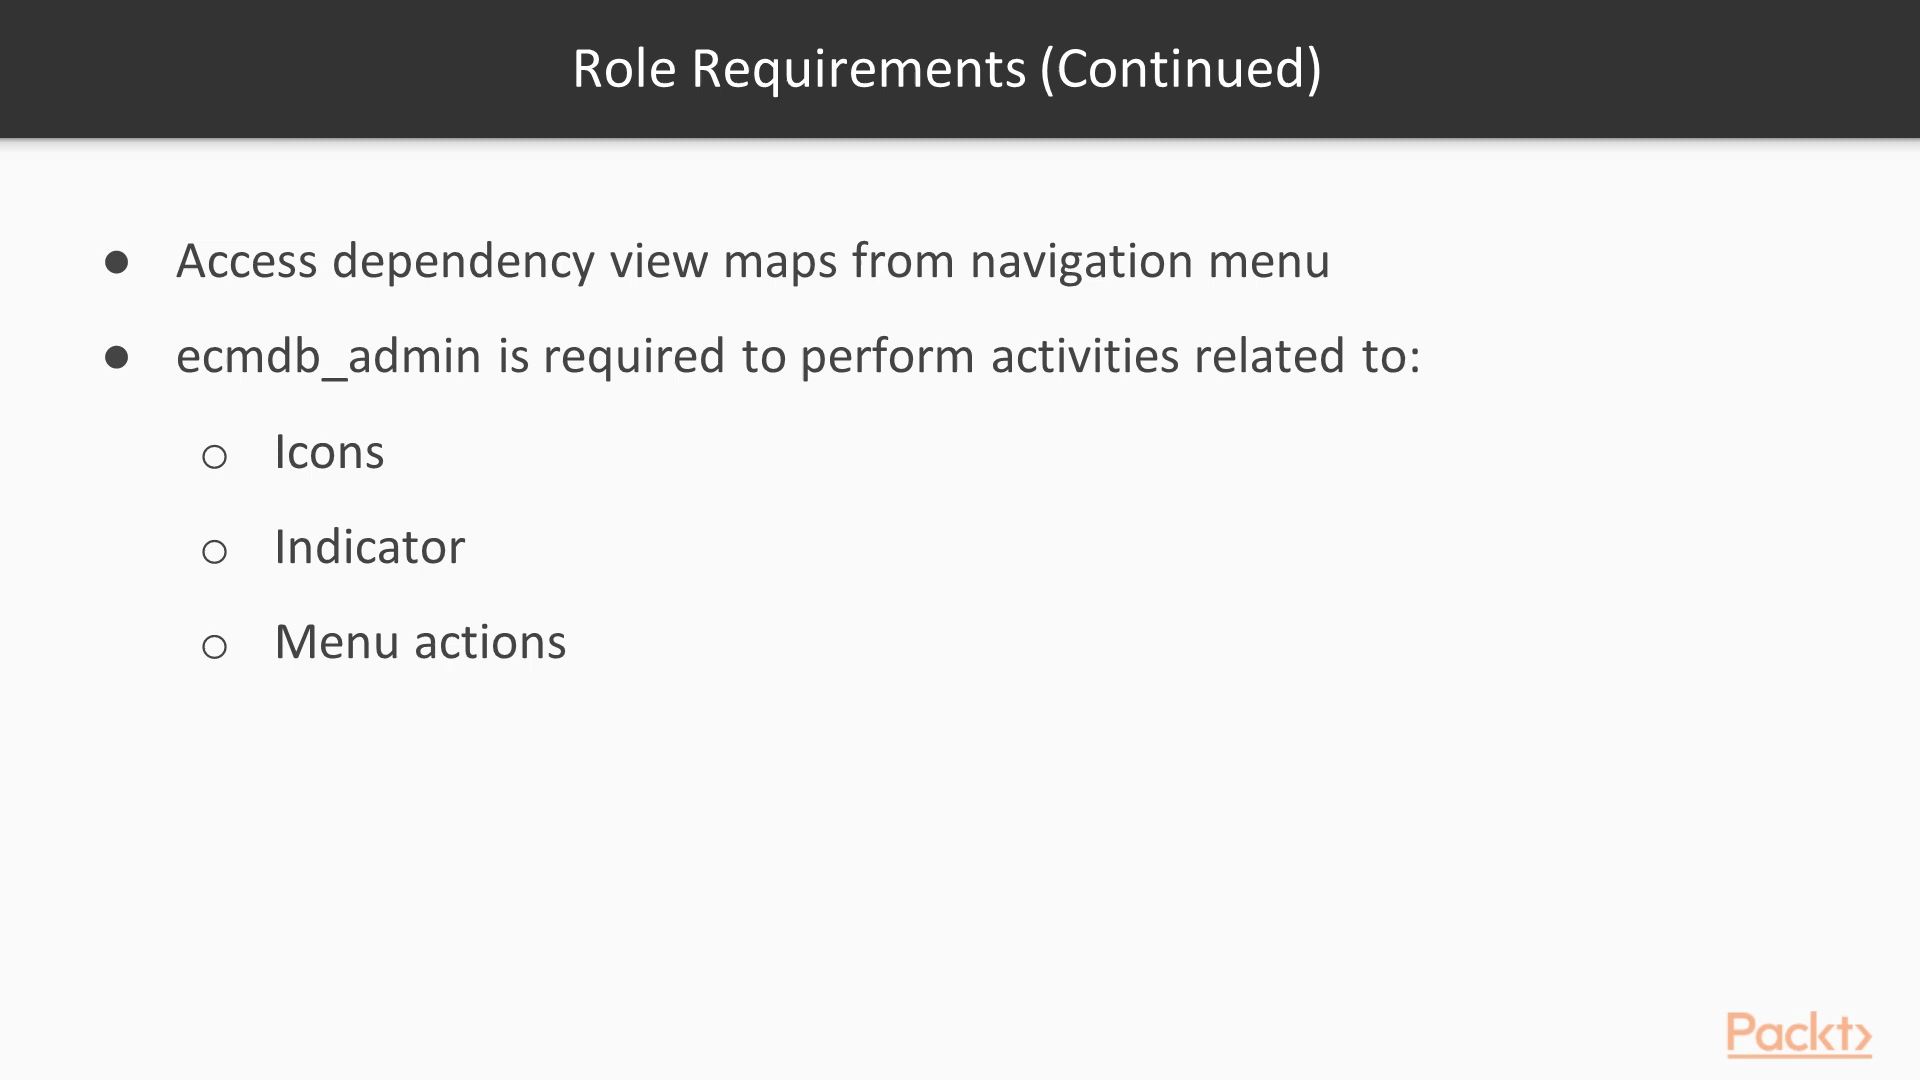 Role Requirements (Continued)
● Access dependency view maps from navigation menu
● ecmdb_admin is required to perform activities related to:
○ Icons
○ Indicator
○ Menu actions
Packt>